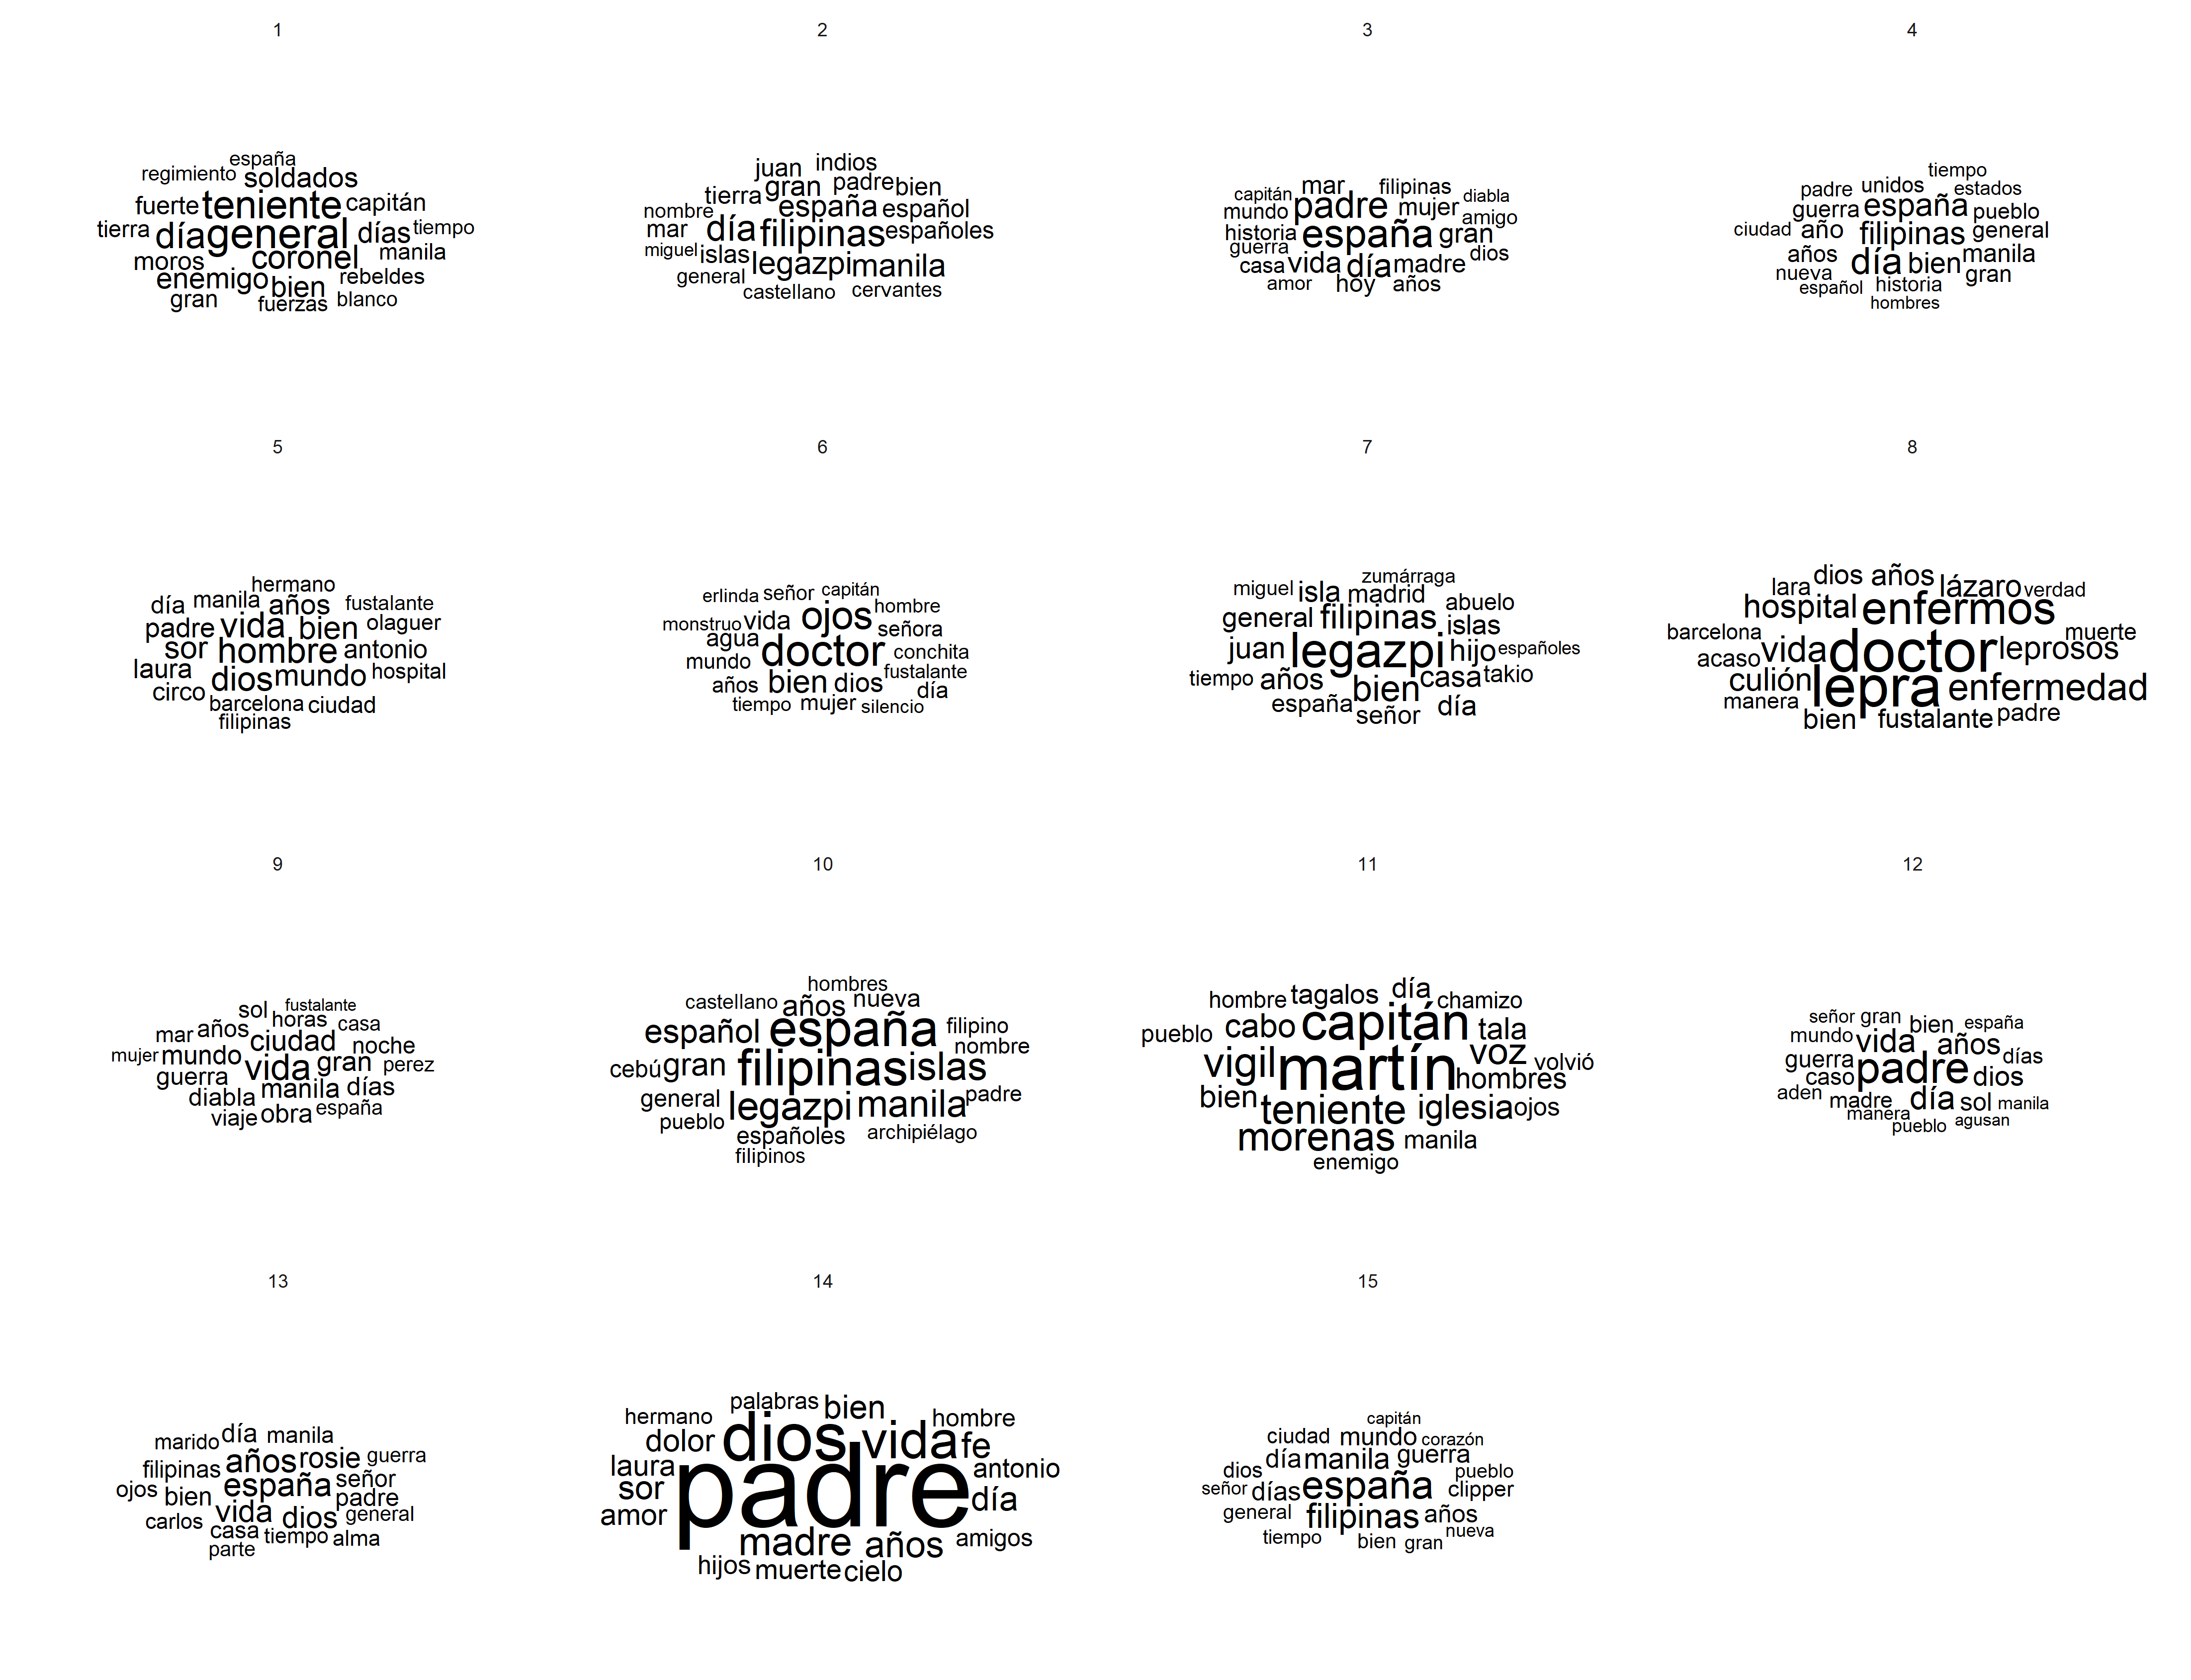 1
españa
regimiento soldados
fuerte teniente capitán
tierra día general días tiempo
moros coronel manila
enemigo bien rebeldes
gran fuerzas blanco
2
juan indios
tierra gran padre bien
nombre españa español
mar día filipinas españoles
miguel islas legazpi manila
general castellano cervantes
3
capitán mar filipinas diabla
mundo padre mujer amigo
historia españa gran
guerra casa vida día madre dios
amor hoy años
4
tiempo
padre unidos estados
guerra españa pueblo
ciudad año filipinas general
años día bien manila
nueva español historia gran
hombres
5
hermano
día manila años fustalante
padre vida bien olaguer
sor hombre antonio
laura dios mundo hospital
circo barcelona ciudad
filipinas
6
erlinda señor capitán
monstruo vida ojos hombre
agua señora
mundo doctor conchita
años bien dios fustalante
día
tiempo mujer silencio
7
zumárraga
miguel isla madrid abuelo
general filipinas islas
juan legazpi hijo españoles
tiempo años bien casa takio
españa señor día
8
lara dios años lázaro verdad
hospital enfermos
barcelona muerte
acaso vida doctor leprosos
culión lepra enfermedad
manera
bien fustalante padre
9
sol fustalante
mar años horas casa
ciudad noche
mujer mundo vida gran perez
guerra
diabla manila días
viaje obra españa
10
hombres
castellano años nueva
español españa filipino
nombre
cebú gran filipinas islas
general legazpi manila padre
pueblo españoles archipiélago
filipinos
11
hombre tagalos día chamizo
pueblo cabo capitán tala
vigil martín voz volvió
hombres
bien teniente iglesia ojos
morenas manila
enemigo
12
señor gran bien españa
mundo vida años
guerra días
caso padre dios
aden madre día sol manila
manera
pueblo agusan
13
marido día manila
años rosie guerra
filipinas señor
ojos bien españa padre
carlos vida dios general
casa tiempo alma
parte
14
palabras bien
hermano hombre
dolor dios vida fe
laura antonio
sor padre día
amor
madre años amigos
hijos muerte cielo
15
capitán
ciudad mundo corazón
día manila guerra
dios pueblo
señor días españa clipper
general filipinas años
nueva
tiempo bien gran